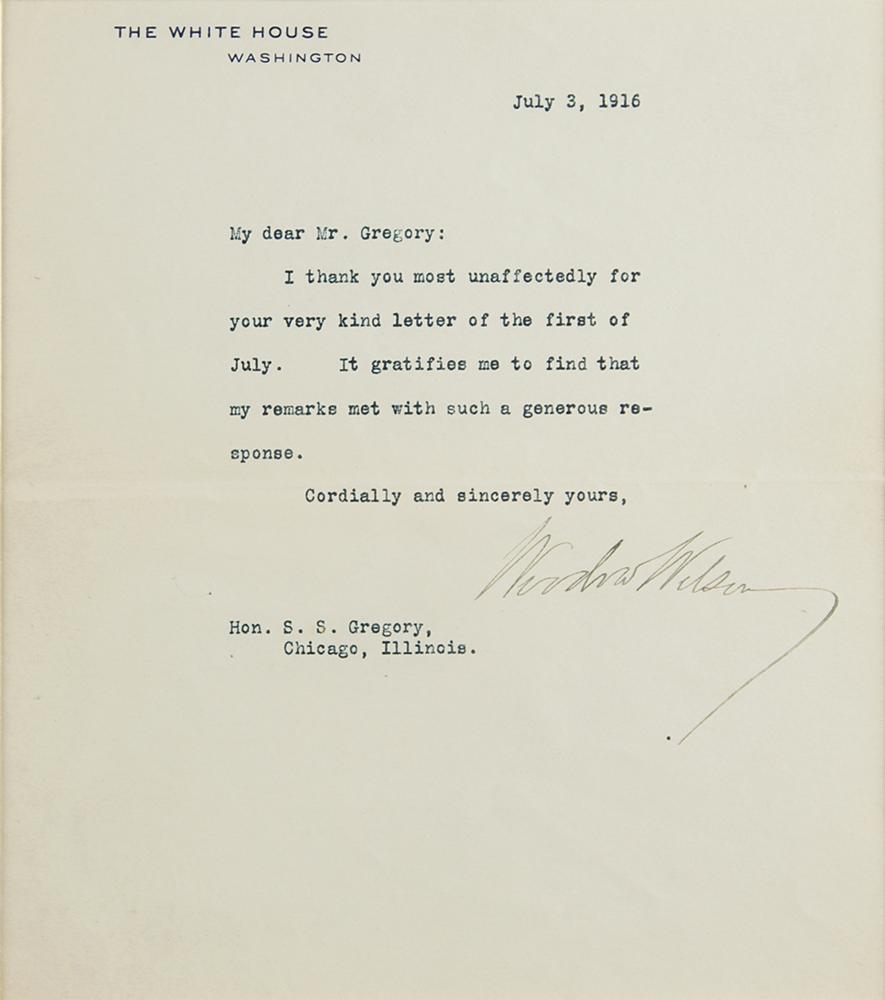 THE WHITE HOUSE
WASHINGTON
July 3, 1916
My dear Mr. Gregory:
I thank you most unaffectedly for
your very kind letter of the first of
July. It gratifies me to find that
my remarks met with such a generous re-
sponse.
Cordially and sincerely yours,
Woodrow Wilson
Hon. S. S. Gregory,
Chicago, Illinois.